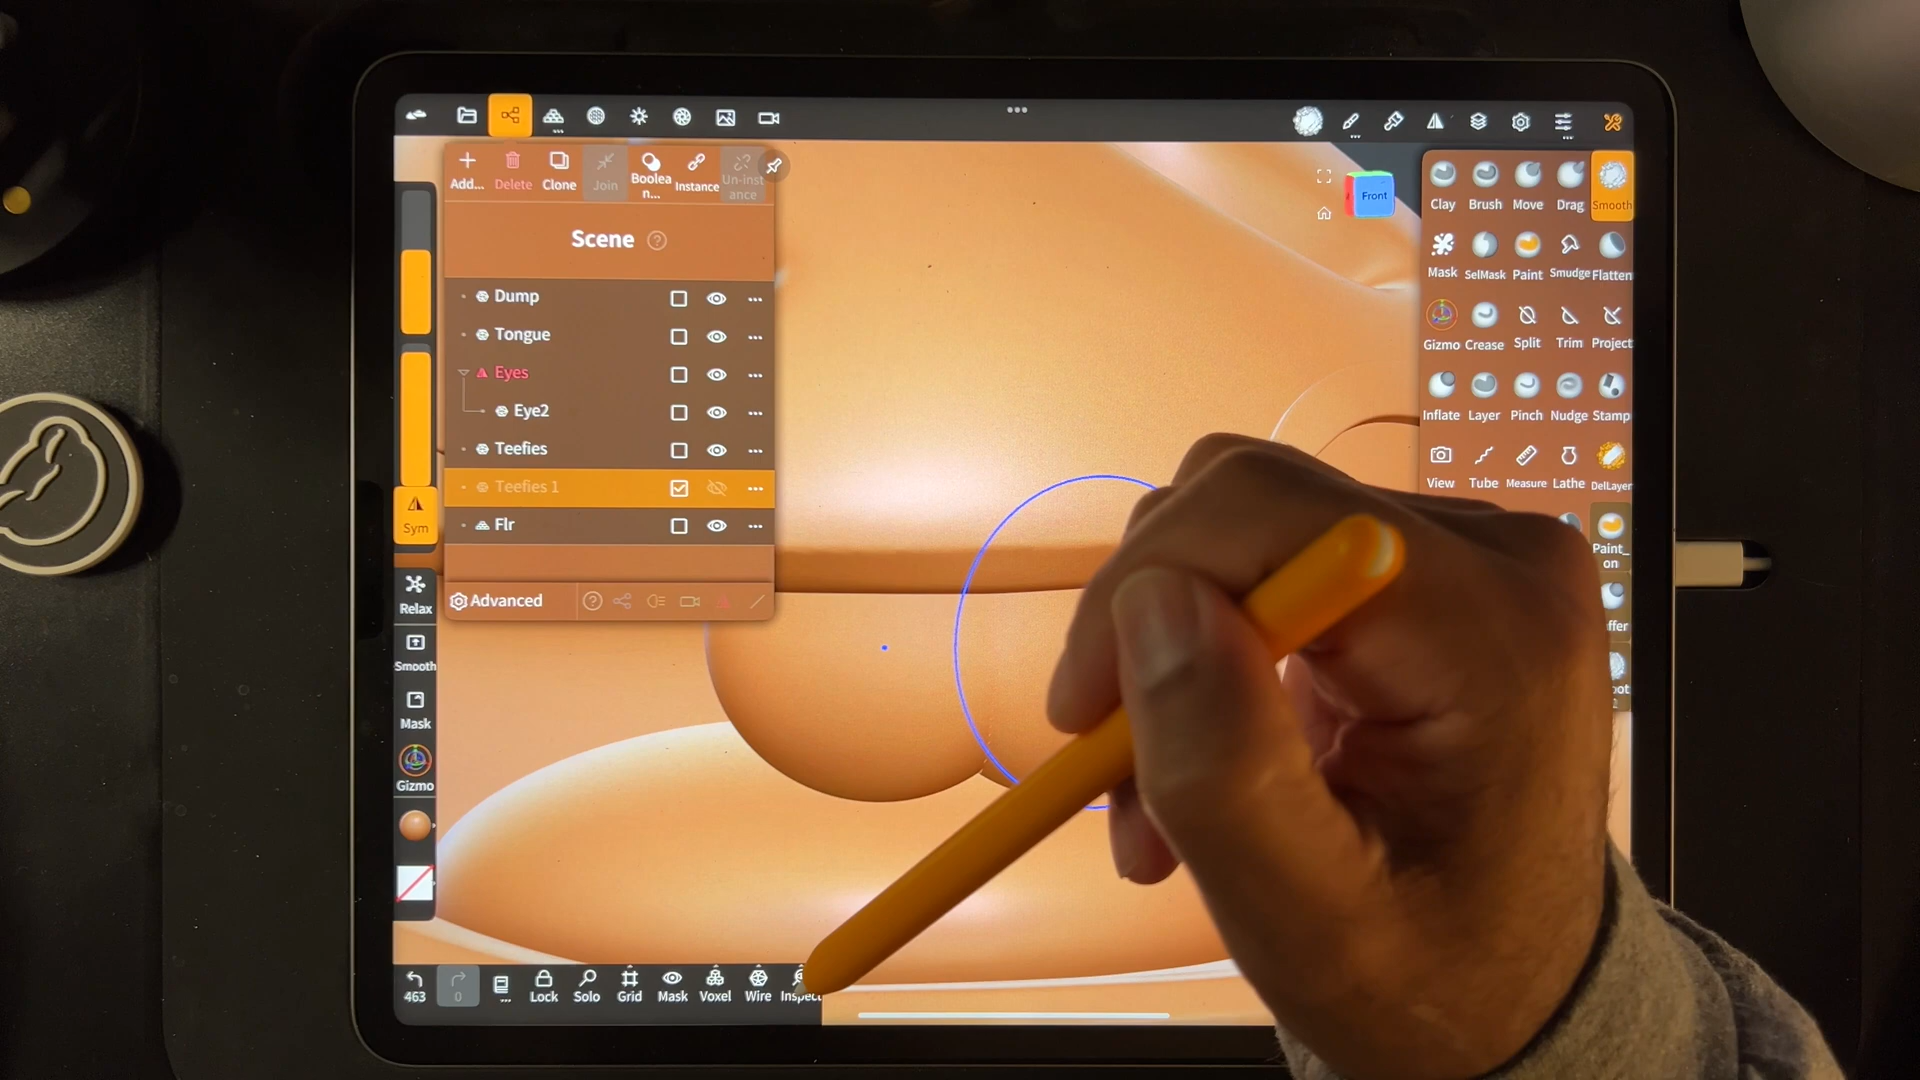 Add...
Delete
Clone
Join
Boolea
n...
Instance
Un-inst
ance
Scene ?
Dump
Tongue
Eyes
Eye2
Teefies
Teefies 1
Flr
Advanced
?
Sym
Relax
Smooth
Mask
Gizmo
463
0
Lock
Solo
Grid
Mask
Voxel
Wire
Inspect
Front
Clay
Brush
Move
Drag
Smooth
Mask
SelMask
Paint
Smudge
Flatten
Gizmo
Crease
Split
Trim
Project
Inflate
Layer
Pinch
Nudge
Stamp
View
Tube
Measure
Lathe
DelLayer
Paint_
on
ffer